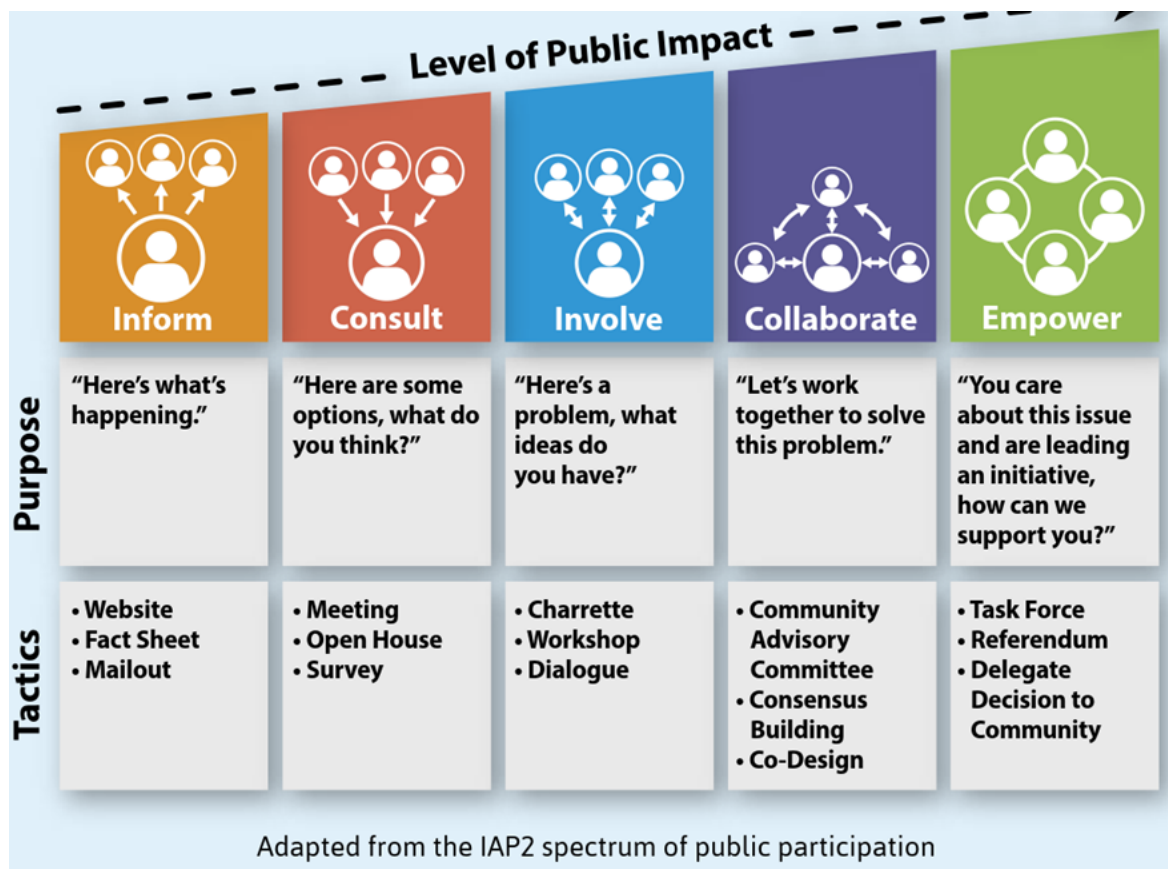 Level of Public Impact
Inform
Consult
Involve
Collaborate
Empower
Purpose
“Here’s what’s
happening.”
“Here are some
options, what do
you think?”
“Here’s a
problem, what
ideas do
you have?”
“Let’s work
together to solve
this problem.”
“You care
about this issue
and are leading
an initiative,
how can we
support you?”
Tactics
• Website
• Fact Sheet
• Mailout
• Meeting
• Open House
• Survey
• Charrette
• Workshop
• Dialogue
• Community
Advisory
Committee
• Consensus
Building
• Co-Design
• Task Force
• Referendum
• Delegate
Decision to
Community
Adapted from the IAP2 spectrum of public participation